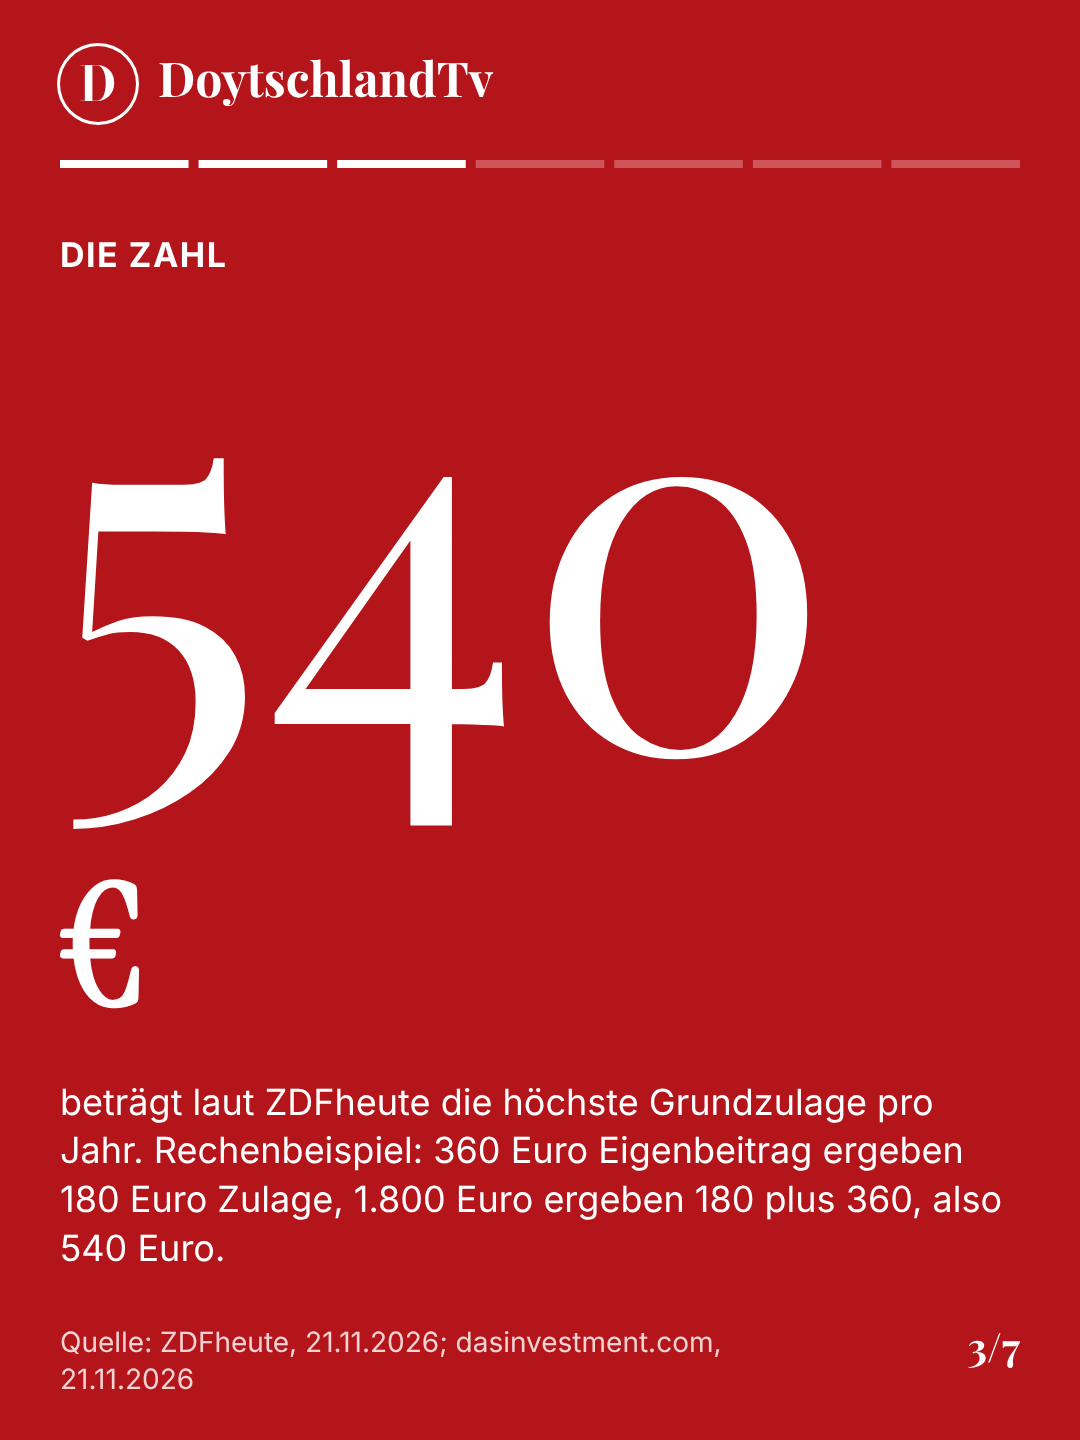 D DoytschlandTv
DIE ZAHL
540
€
beträgt laut ZDFheute die höchste Grundzulage pro
Jahr. Rechenbeispiel: 360 Euro Eigenbeitrag ergeben
180 Euro Zulage, 1.800 Euro ergeben 180 plus 360, also
540 Euro.
Quelle: ZDFheute, 21.11.2026; dasinvestment.com,
21.11.2026
3/7